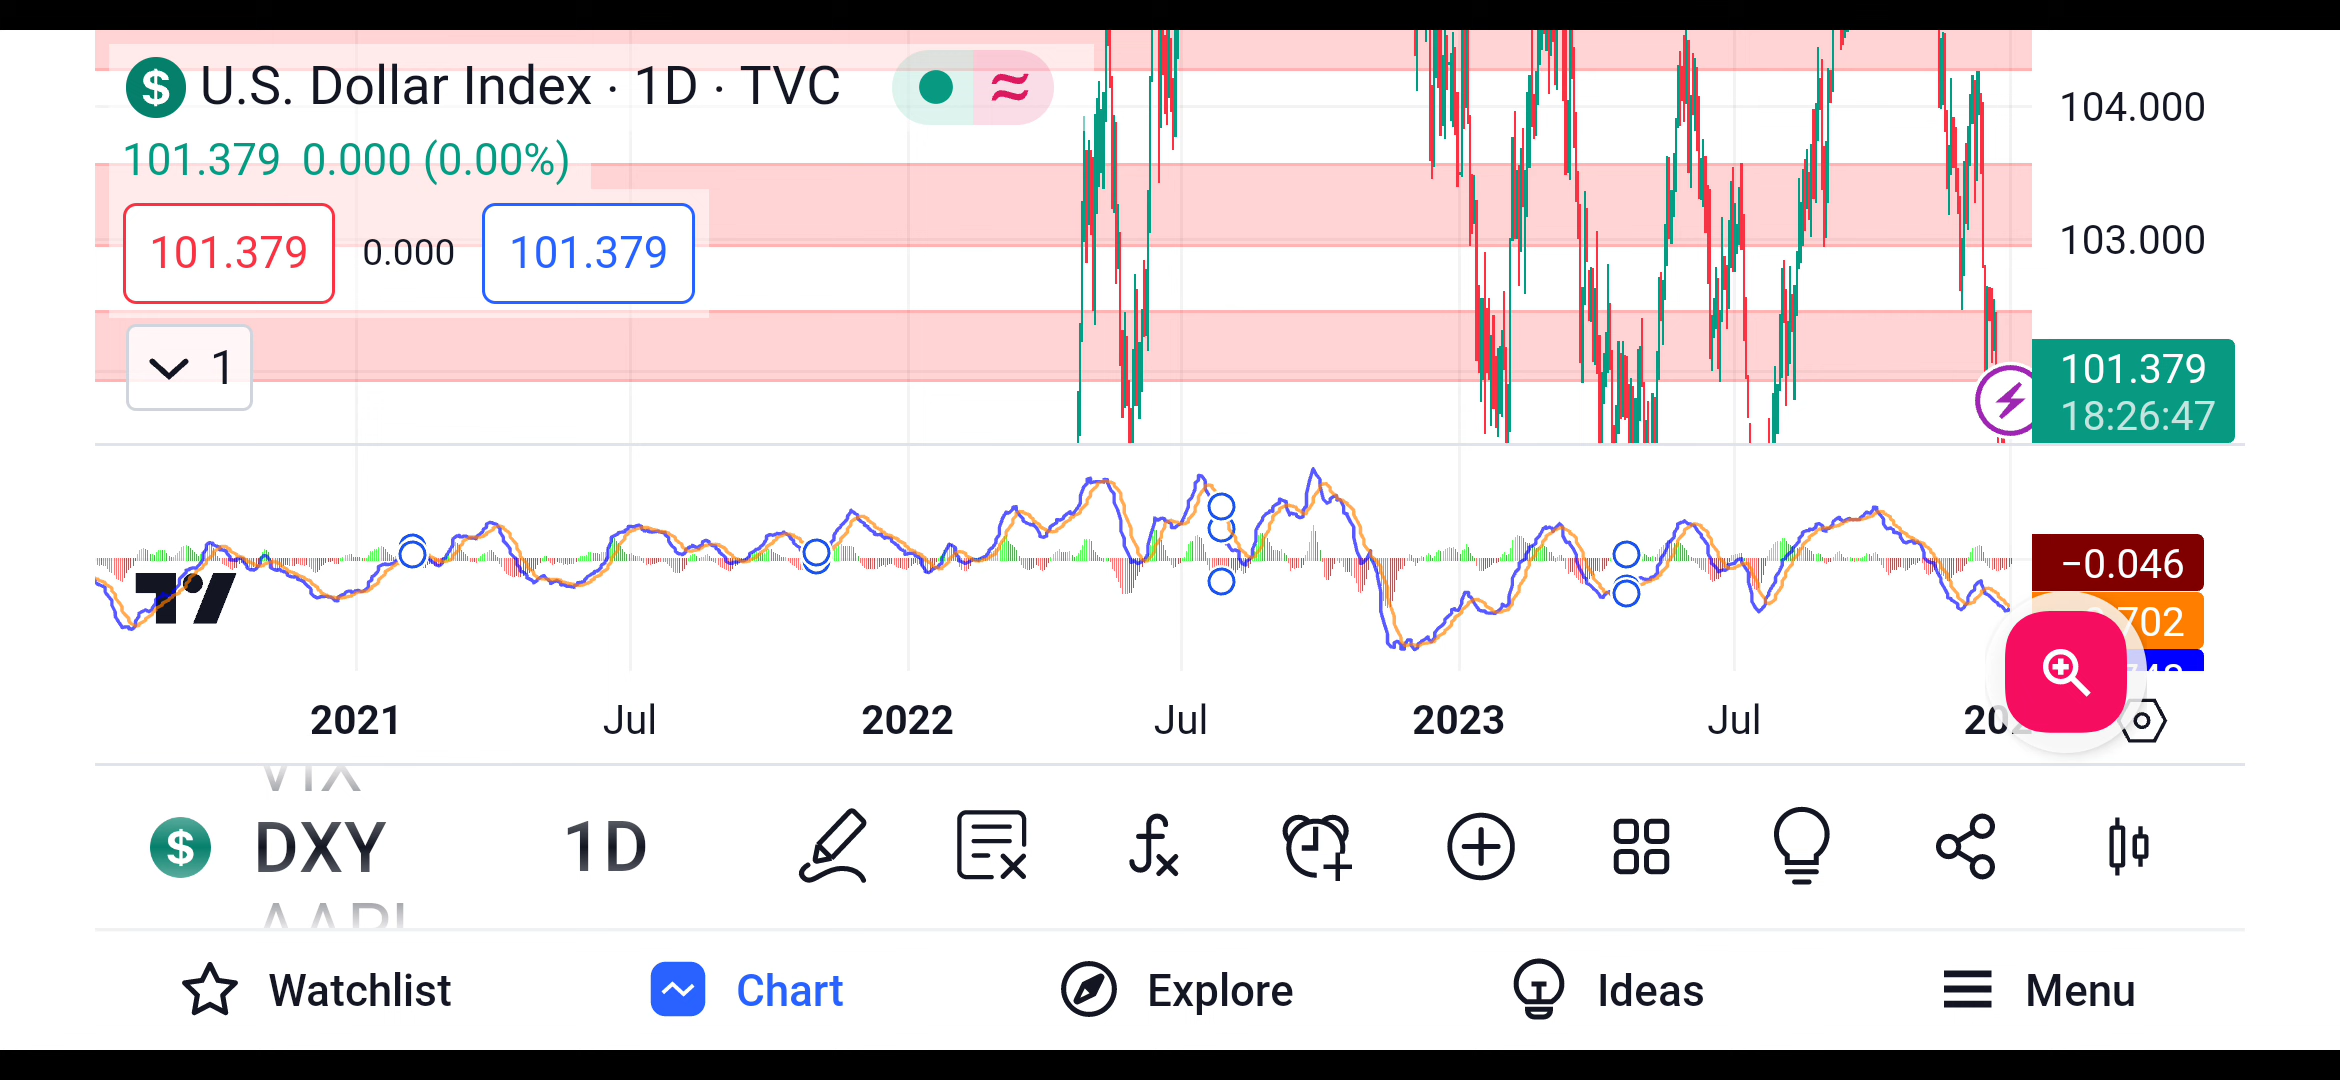 U.S. Dollar Index · 1D · TVC
101.379 0.000 (0.00%)
101.379 0.000 101.379
1
104.000
103.000
101.379
18:26:47
−0.046
2021 Jul 2022 Jul 2023 Jul
VIX
DXY 1D
AAPL
Watchlist Chart Explore Ideas Menu